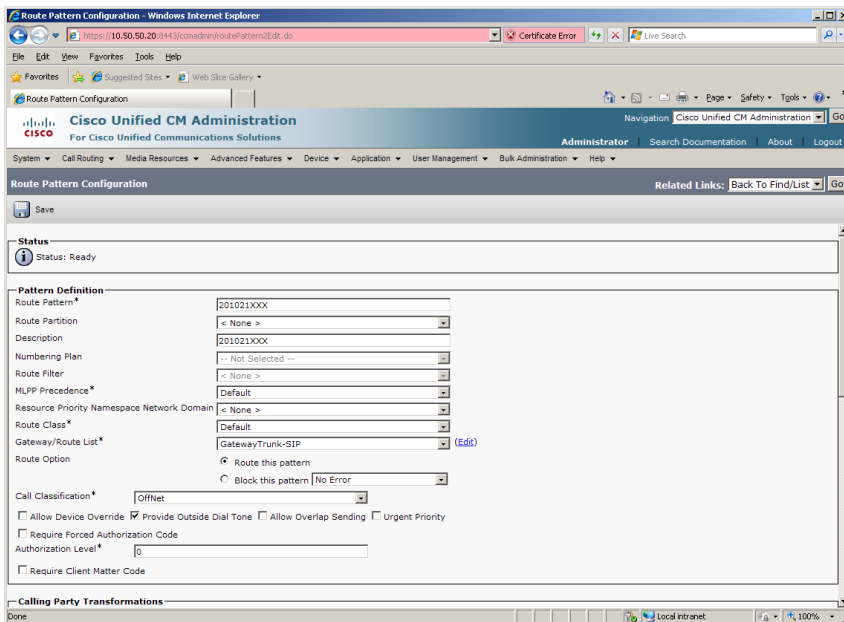 Route Pattern Configuration - Windows Internet Explorer
https://10.50.50.20:8443/ccmadmin/routePattern2Edit.do
Certificate Error
Live Search
File Edit View Favorites Tools Help
Favorites Suggested Sites Web Slice Gallery
Route Pattern Configuration
Page Safety Tools
CISCO
Cisco Unified CM Administration
For Cisco Unified Communications Solutions
Navigation Cisco Unified CM Administration Go
Administrator | Search Documentation | About | Logout
System Call Routing Media Resources Advanced Features Device Application User Management Bulk Administration Help
Route Pattern Configuration
Related Links: Back To Find/List Go
Save
Status
Status: Ready
Pattern Definition
Route Pattern* 201021XXX
Route Partition < None >
Description 201021XXX
Numbering Plan -- Not Selected --
Route Filter < None >
MLPP Precedence* Default
Resource Priority Namespace Network Domain < None >
Route Class* Default
Gateway/Route List* GatewayTrunk-SIP (Edit)
Route Option Route this pattern
Block this pattern No Error
Call Classification* OffNet
Allow Device Override Provide Outside Dial Tone Allow Overlap Sending Urgent Priority
Require Forced Authorization Code
Authorization Level* 0
Require Client Matter Code
Calling Party Transformations
Done
Local intranet
100%